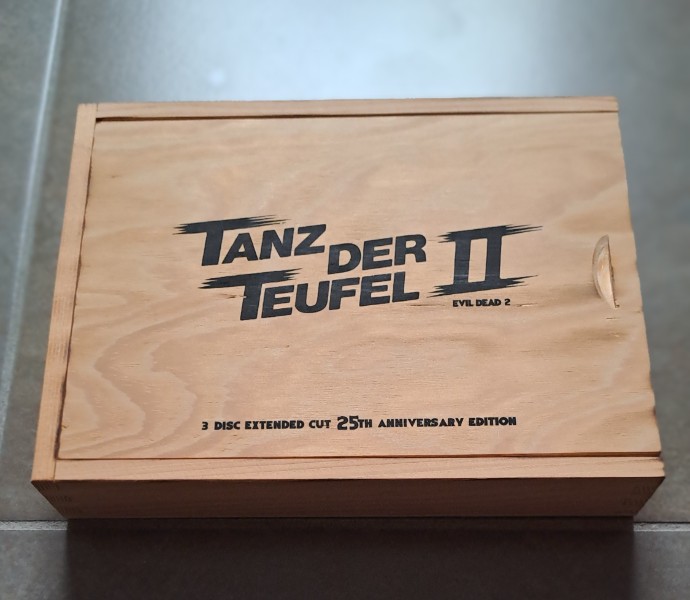 TANZ DER II
TEUFEL
EVIL DEAD 2
3 DISC EXTENDED CUT 25TH ANNIVERSARY EDITION